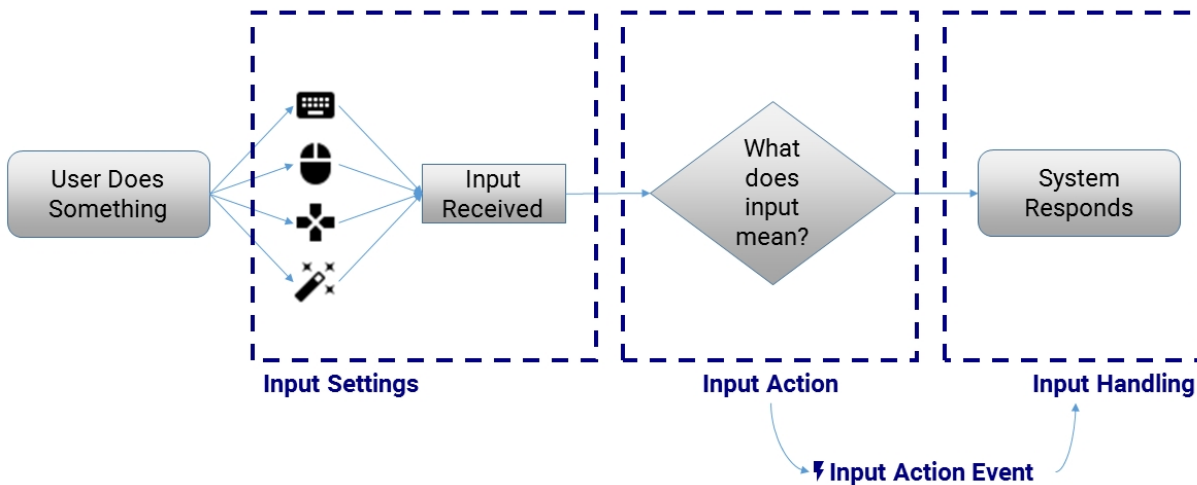 User Does
Something
Input
Received
What
does
input
mean?
System
Responds
Input Settings
Input Action
Input Handling
Input Action Event